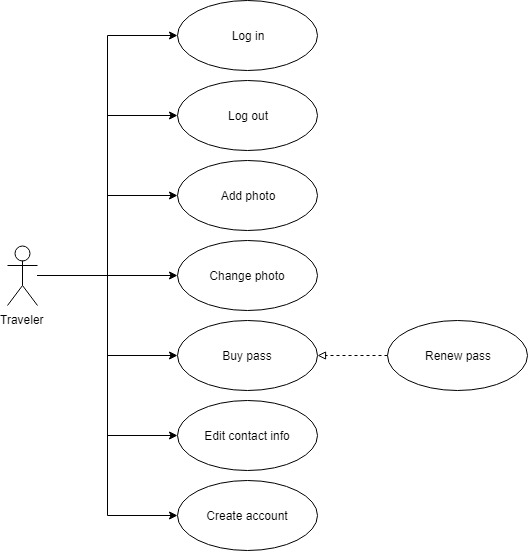 Log in
Log out
Add photo
Change photo
Traveler
Buy pass
Renew pass
Edit contact info
Create account